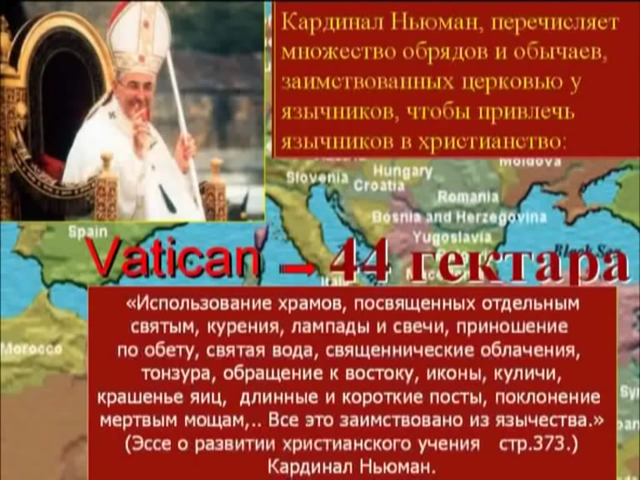 Кардинал Ньюман, перечисляет
множество обрядов и обычаев,
заимствованных церковью у
язычников, чтобы привлечь
язычников в христианство:
Moldova
Slovenia
Hungary
Croatia
Romania
Bosnia and Herzegovina
Yugoslavia
Spain
Vatican → 44 гектара
Black Sea
«Использование храмов, посвященных отдельным
святым, курения, лампады и свечи, приношение
по обету, святая вода, священнические облачения,
тонзура, обращение к востоку, иконы, куличи,
крашенье яиц, длинные и короткие посты, поклонение
мертвым мощам,.. Все это заимствовано из язычества.»
(Эссе о развитии христианского учения стр.373.)
Кардинал Ньюман.
Morocco